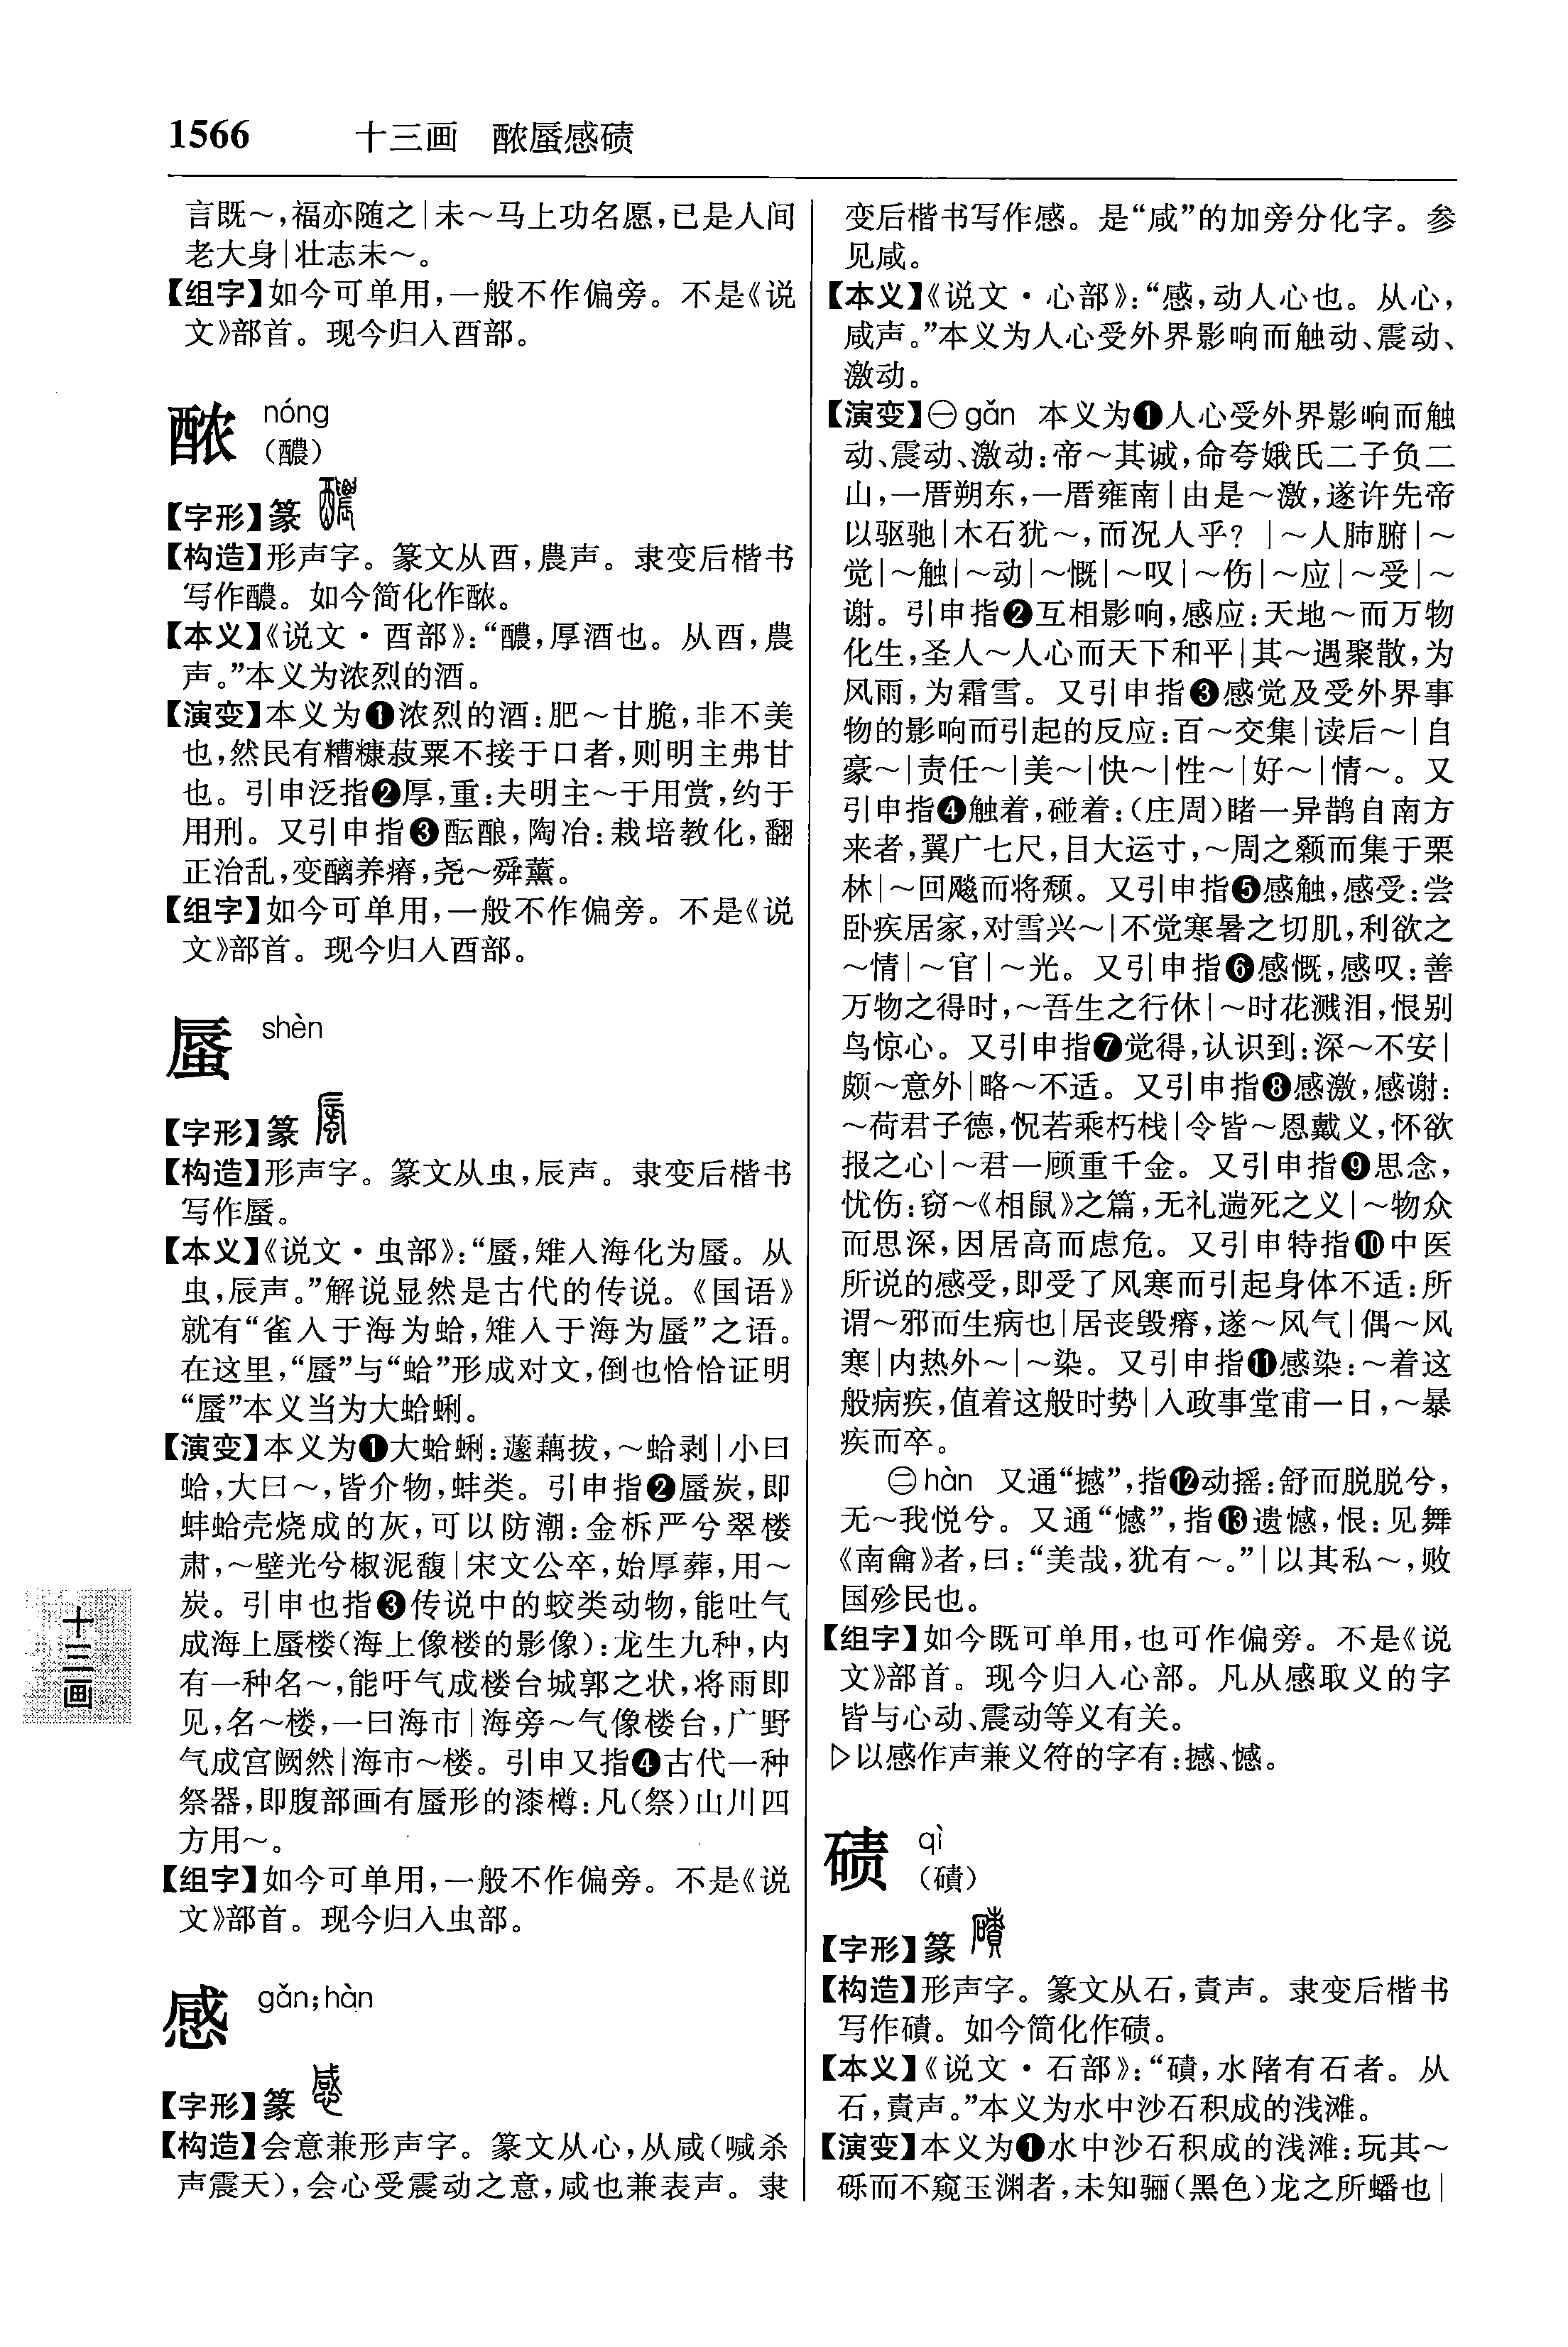 1566 十三画 酞蜃感碛
言既～,福亦随之|未～马上功名愿,已是人间
老大身|壮志未～。
【组字】如今可单用,一般不作偏旁。不是《说
文》部首。现今归入酉部。
nóng
(醲)
【字形】篆
【构造】形声字。篆文从酉,農声。隶变后楷书
写作醲。如今简化作𬪩。
【本义】《说文·酉部》:“醲,厚酒也。从酉,農
声。”本义为浓烈的酒。
【演变】本义为❶浓烈的酒:肥～甘脆,非不美
也,然民有糟糠菽粟不接于口者,则明主弗甘
也。引申泛指❷厚,重:夫明主～于用赏,约于
用刑。又引申指❸酝酿,陶冶:栽培教化,翻
正治乱,变醨养瘠,尧～舜薰。
【组字】如今可单用,一般不作偏旁。不是《说
文》部首。现今归入酉部。
蜃 shèn
【字形】篆
【构造】形声字。篆文从虫,辰声。隶变后楷书
写作蜃。
【本义】《说文·虫部》:“蜃,雉入海化为蜃。从
虫,辰声。”解说显然是古代的传说。《国语》
就有“雀入于海为蛤,雉入于海为蜃”之语。
在这里,“蜃”与“蛤”形成对文,倒也恰恰证明
“蜃”本义当为大蛤蜊。
【演变】本义为❶大蛤蜊:蘧藕拔,～蛤剥|小曰
蛤,大曰～,皆介物,蚌类。引申指❷蜃炭,即
蚌蛤壳烧成的灰,可以防潮:金柝严兮翠楼
肃,～壁光兮椒泥馥|宋文公卒,始厚葬,用～
炭。引申也指❸传说中的蛟类动物,能吐气
成海上蜃楼(海上像楼的影像):龙生九种,内
有一种名～,能吁气成楼台城郭之状,将雨即
见,名～楼,一曰海市|海旁～气像楼台,广野
气成宫阙然|海市～楼。引申又指❹古代一种
祭器,即腹部画有蜃形的漆樽:凡(祭)山川四
方用～。
【组字】如今可单用,一般不作偏旁。不是《说
文》部首。现今归入虫部。
感 gǎn;hàn
【字形】篆
【构造】会意兼形声字。篆文从心,从咸(喊杀
声震天),会心受震动之意,咸也兼表声。隶
变后楷书写作感。是“咸”的加旁分化字。参
见咸。
【本义】《说文·心部》:“感,动人心也。从心,
咸声。”本义为人心受外界影响而触动、震动、
激动。
【演变】㊀gǎn 本义为❶人心受外界影响而触
动、震动、激动:帝～其诚,命夸娥氏二子负二
山,一厝朔东,一厝雍南|由是～激,遂许先帝
以驱驰|木石犹～,而况人乎?|～人肺腑|～
觉|～触|～动|～慨|～叹|～伤|～应|～受|～
谢。引申指❷互相影响,感应:天地～而万物
化生,圣人～人心而天下和平|其～遇聚散,为
风雨,为霜雪。又引申指❸感觉及受外界事
物的影响而引起的反应:百～交集|读后～|自
豪～|责任～|美～|快～|性～|好～|情～。又
引申指❹触着,碰着:(庄周)睹一异鹊自南方
来者,翼广七尺,目大运寸,～周之颡而集于栗
林|～回飚而将颓。又引申指❺感触,感受:尝
卧疾居家,对雪兴～|不觉寒暑之切肌,利欲之
～情|～官|～光。又引申指❻感慨,感叹:善
万物之得时,～吾生之行休|～时花溅泪,恨别
鸟惊心。又引申指❼觉得,认识到:深～不安|
颇～意外|略～不适。又引申指❽感激,感谢:
～荷君子德,怳若乘朽栈|令皆～恩戴义,怀欲
报之心|～君一顾重千金。又引申指❾思念,
忧伤:窃～《相鼠》之篇,无礼遄死之义|～物众
而思深,因居高而虑危。又引申特指❿中医
所说的感受,即受了风寒而引起身体不适:所
谓～邪而生病也|居丧毁瘠,遂～风气|偶～风
寒|内热外～|～染。又引申指⓫感染:～着这
般病疾,值着这般时势|入政事堂甫一日,～暴
疾而卒。
㊁hàn 又通“撼”,指⓬动摇:舒而脱脱兮,
无～我帨兮。又通“憾”,指⓭遗憾,恨:见舞
《南龠》者,曰:“美哉,犹有～。”|以其私～,败
国殄民也。
【组字】如今既可单用,也可作偏旁。不是《说
文》部首。现今归入心部。凡从感取义的字
皆与心动、震动等义有关。
▷以感作声兼义符的字有:撼、憾。
碛 qì
(磧)
【字形】篆
【构造】形声字。篆文从石,責声。隶变后楷书
写作磧。如今简化作碛。
【本义】《说文·石部》:“磧,水陼有石者。从
石,責声。”本义为水中沙石积成的浅滩。
【演变】本义为❶水中沙石积成的浅滩:玩其～
砾而不窥玉渊者,未知骊(黑色)龙之所蟠也|
十三画